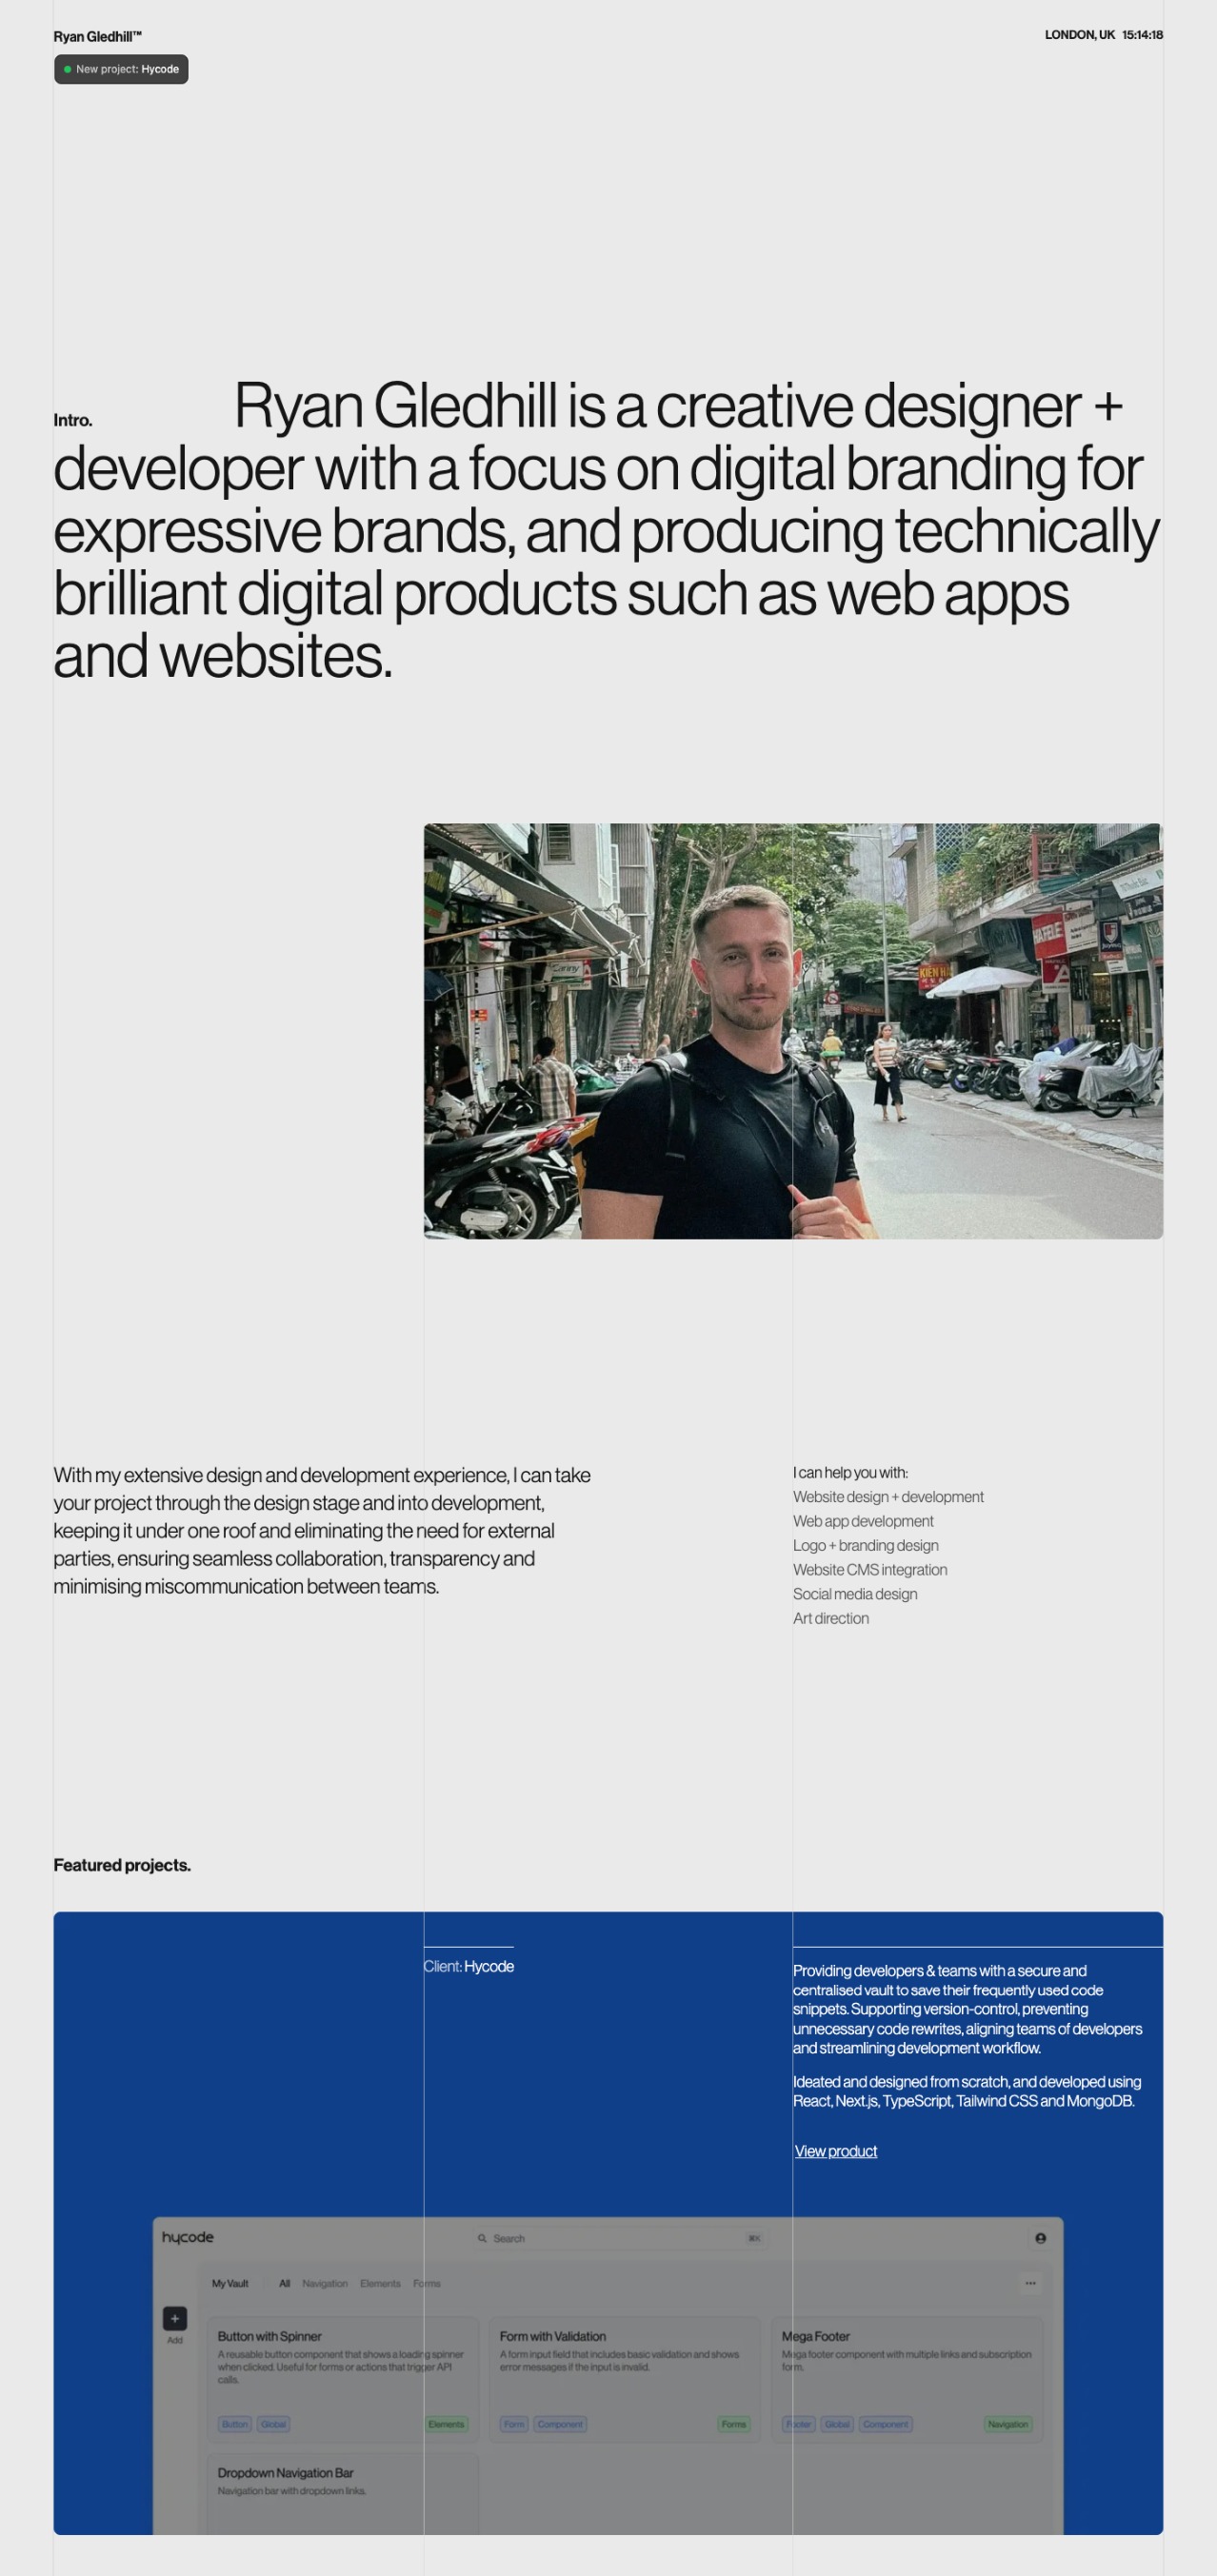 Ryan Gledhill™
LONDON, UK 15:14:18
New project: Hycode
Intro.
Ryan Gledhill is a creative designer +
developer with a focus on digital branding for
expressive brands, and producing technically
brilliant digital products such as web apps
and websites.
HAFELE
With my extensive design and development experience, I can take
your project through the design stage and into development,
keeping it under one roof and eliminating the need for external
parties, ensuring seamless collaboration, transparency and
minimising miscommunication between teams.
I can help you with:
Website design + development
Web app development
Logo + branding design
Website CMS integration
Social media design
Art direction
Featured projects.
Client: Hycode
Providing developers & teams with a secure and
centralised vault to save their frequently used code
snippets. Supporting version-control, preventing
unnecessary code rewrites, aligning teams of developers
and streamlining development workflow.
Ideated and designed from scratch, and developed using
React, Next.js, TypeScript, Tailwind CSS and MongoDB.
View product
hycode
Search
⌘K
My Vault All Navigation Elements Forms
Add
Button with Spinner
A reusable button component that shows a loading spinner
when clicked. Useful for forms or actions that trigger API
calls.
Button Global Elements
Form with Validation
A form input field that includes basic validation and shows
error messages if the input is invalid.
Form Component Forms
Mega Footer
Mega footer component with multiple links and subscription
form.
Footer Global Component Navigation
Dropdown Navigation Bar
Navigation bar with dropdown links.